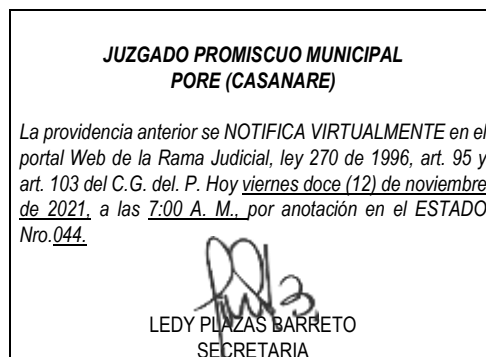 JUZGADO PROMISCUO MUNICIPAL
PORE (CASANARE)
La providencia anterior se NOTIFICA VIRTUALMENTE en el
portal Web de la Rama Judicial, ley 270 de 1996, art. 95 y
art. 103 del C.G. del. P. Hoy viernes doce (12) de noviembre
de 2021, a las 7:00 A. M., por anotación en el ESTADO
Nro.044.
LEDY PLAZAS BARRETO
SECRETARIA